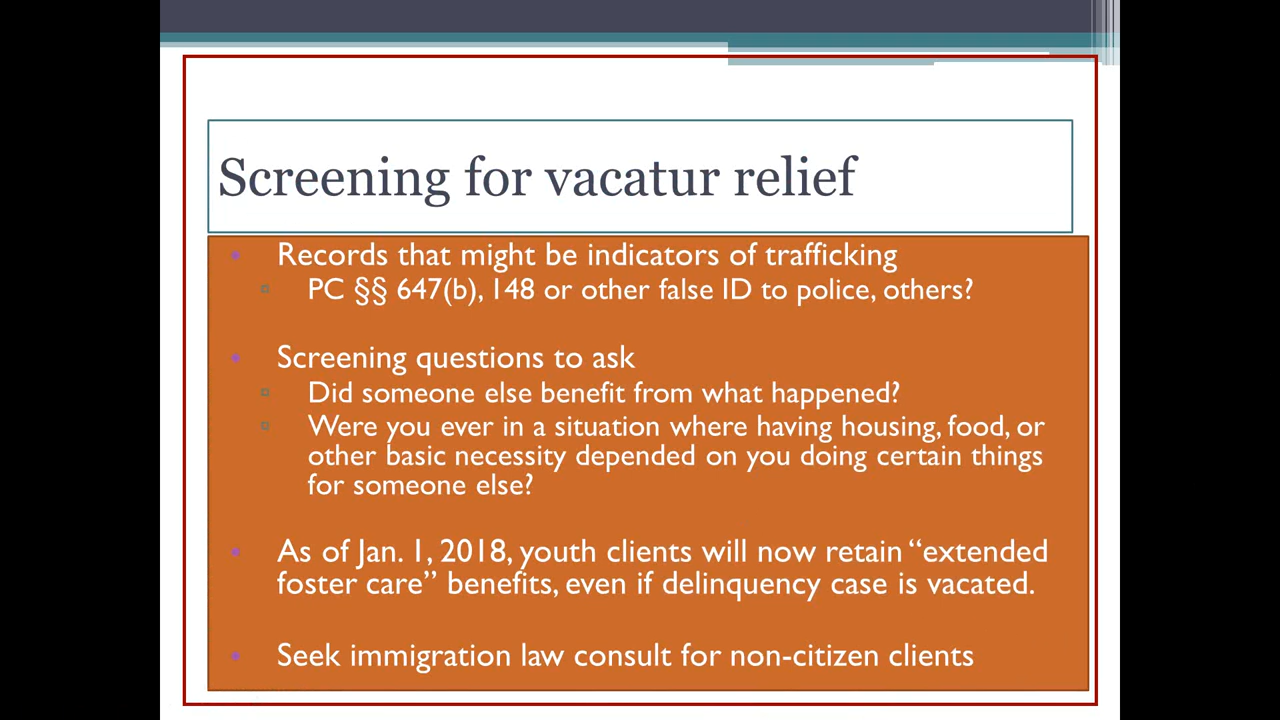 Screening for vacatur relief
Records that might be indicators of trafficking
PC §§ 647(b), 148 or other false ID to police, others?
Screening questions to ask
Did someone else benefit from what happened?
Were you ever in a situation where having housing, food, or
other basic necessity depended on you doing certain things
for someone else?
As of Jan. 1, 2018, youth clients will now retain “extended
foster care” benefits, even if delinquency case is vacated.
Seek immigration law consult for non-citizen clients